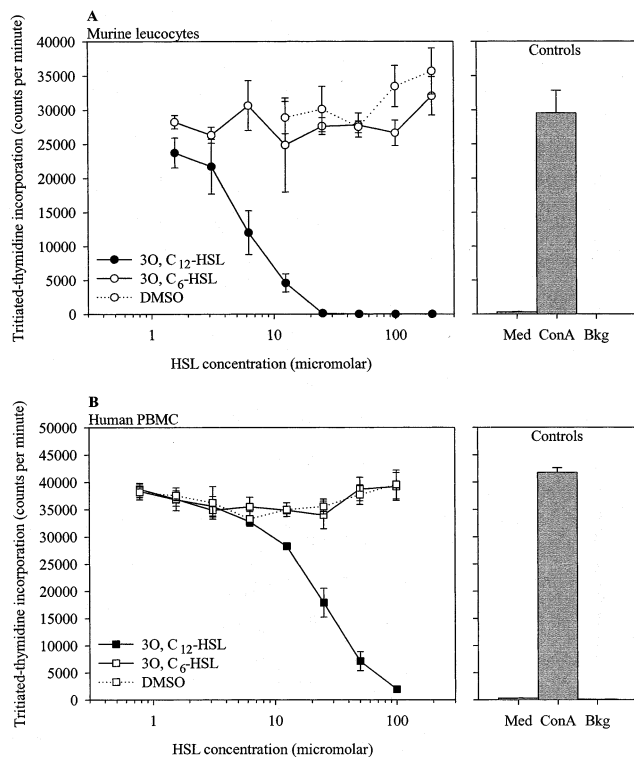 A
Murine leucocytes
Controls
Tritiated-thymidine incorporation (counts per minute)
40000
35000
30000
25000
20000
15000
10000
5000
0
3O, C12-HSL
3O, C6-HSL
DMSO
1 10 100
HSL concentration (micromolar)
Med ConA Bkg
B
Human PBMC
Controls
Tritiated-thymidine incorporation (counts per minute)
50000
45000
40000
35000
30000
25000
20000
15000
10000
5000
0
3O, C12-HSL
3O, C6-HSL
DMSO
1 10 100
HSL concentration (micromolar)
Med ConA Bkg